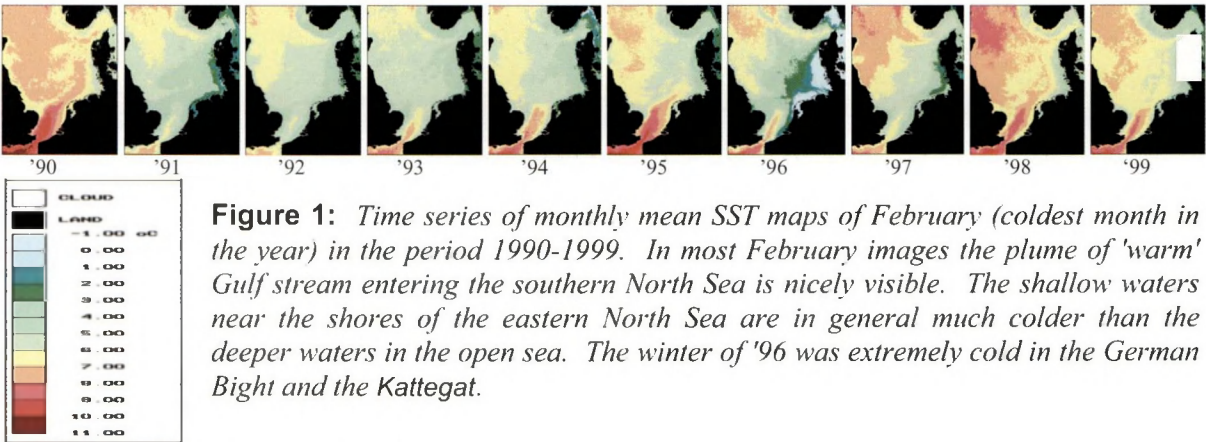 '90 '91 '92 '93 '94 '95 '96 '97 '98 '99
CLOUD
LAND
-1.00 oC
0.00
1.00
2.00
3.00
4.00
5.00
6.00
7.00
8.00
9.00
10.00
11.00
Figure 1: Time series of monthly mean SST maps of February (coldest month in
the year) in the period 1990-1999. In most February images the plume of 'warm'
Gulf stream entering the southern North Sea is nicely visible. The shallow waters
near the shores of the eastern North Sea are in general much colder than the
deeper waters in the open sea. The winter of '96 was extremely cold in the German
Bight and the Kattegat.